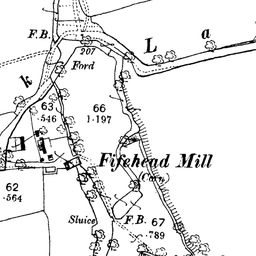 F.B.
207
L a
Ford
k
63
.546
66
1.197
Fifehead Mill
(Corn)
62
.564
Sluice
F.B.
67
.789